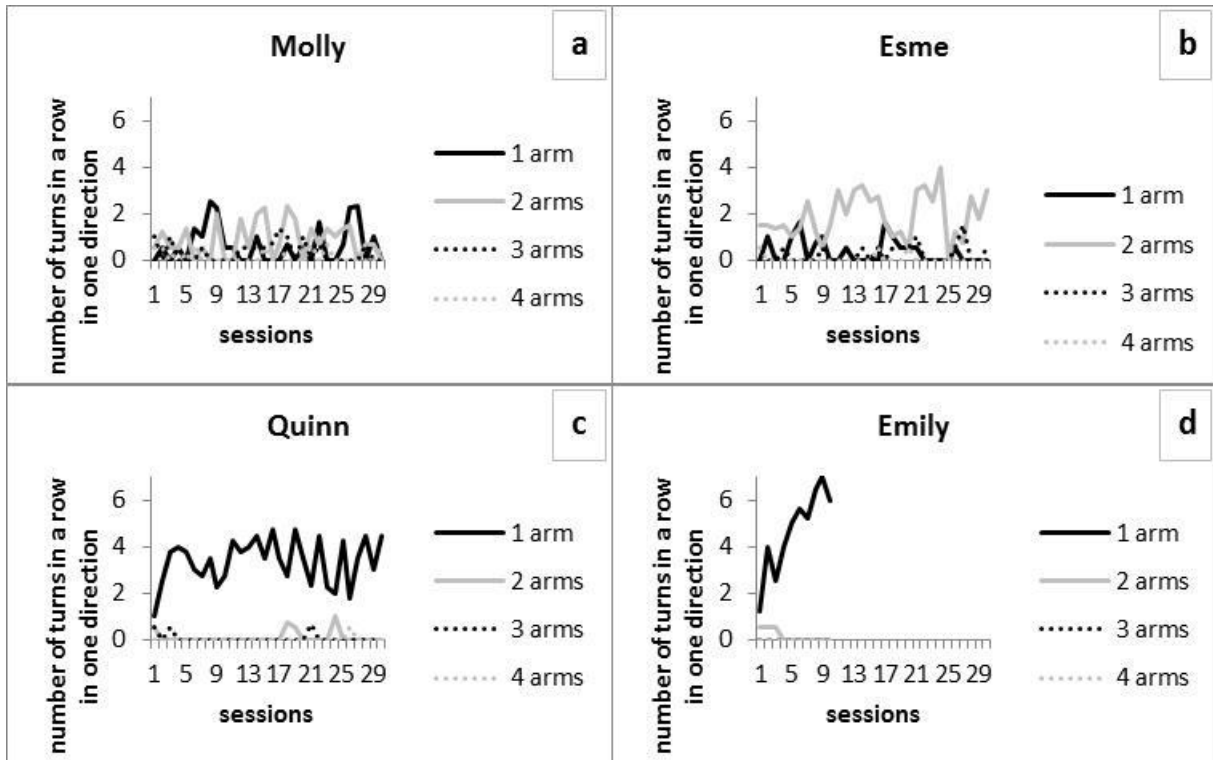 Molly
a
number of turns in a row
in one direction
6
4
2
0
1 5 9 13 17 21 25 29
sessions
1 arm
2 arms
3 arms
4 arms
Esme
b
number of turns in a row
in one direction
6
4
2
0
1 5 9 13 17 21 25 29
sessions
1 arm
2 arms
3 arms
4 arms
Quinn
c
number of turns in a row
in one direction
6
4
2
0
1 5 9 13 17 21 25 29
sessions
1 arm
2 arms
3 arms
4 arms
Emily
d
number of turns in a row
in one direction
6
4
2
0
1 5 9 13 17 21 25 29
sessions
1 arm
2 arms
3 arms
4 arms